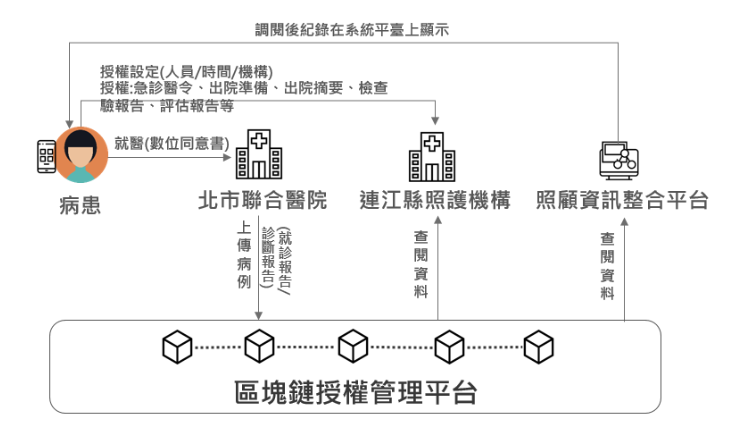 調閱後紀錄在系統平臺上顯示
授權設定(人員/時間/機構)
授權:急診醫令、出院準備、出院摘要、檢查
驗報告、評估報告等
就醫(數位同意書)
病患
北市聯合醫院
連江縣照護機構
照顧資訊整合平台
上傳病例
(就診報告/
診斷報告)
查閱資料
查閱資料
區塊鏈授權管理平台